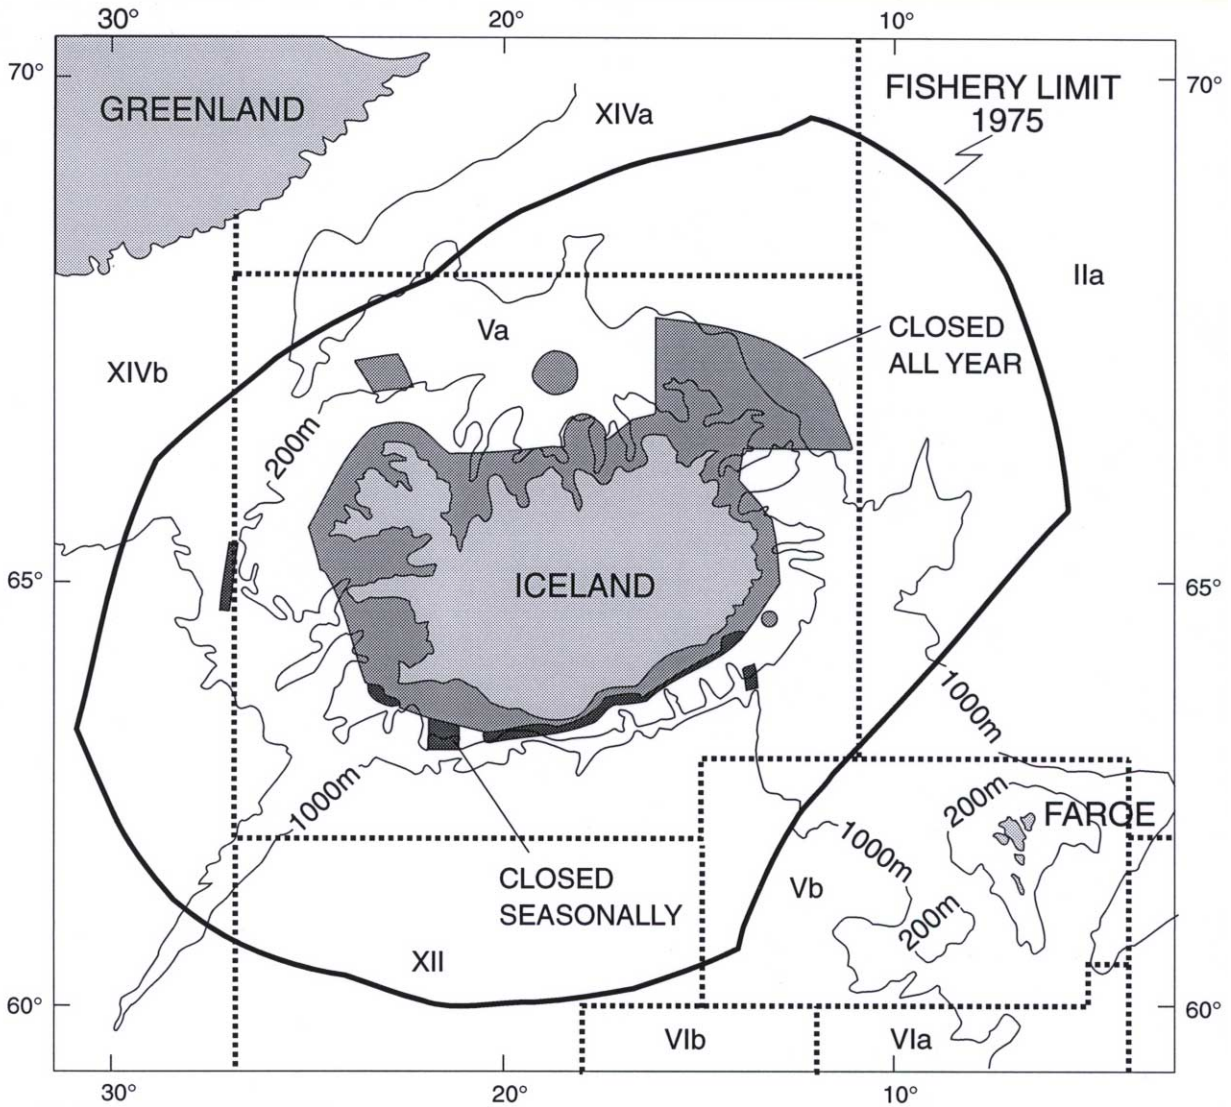 30°
20°
10°
70°
70°
GREENLAND
XIVa
FISHERY LIMIT
1975
IIa
Va
CLOSED
ALL YEAR
XIVb
200m
65°
65°
ICELAND
1000m
1000m
200m
FAROE
1000m
CLOSED
SEASONALLY
Vb
200m
XII
60°
60°
VIb
VIa
30°
20°
10°